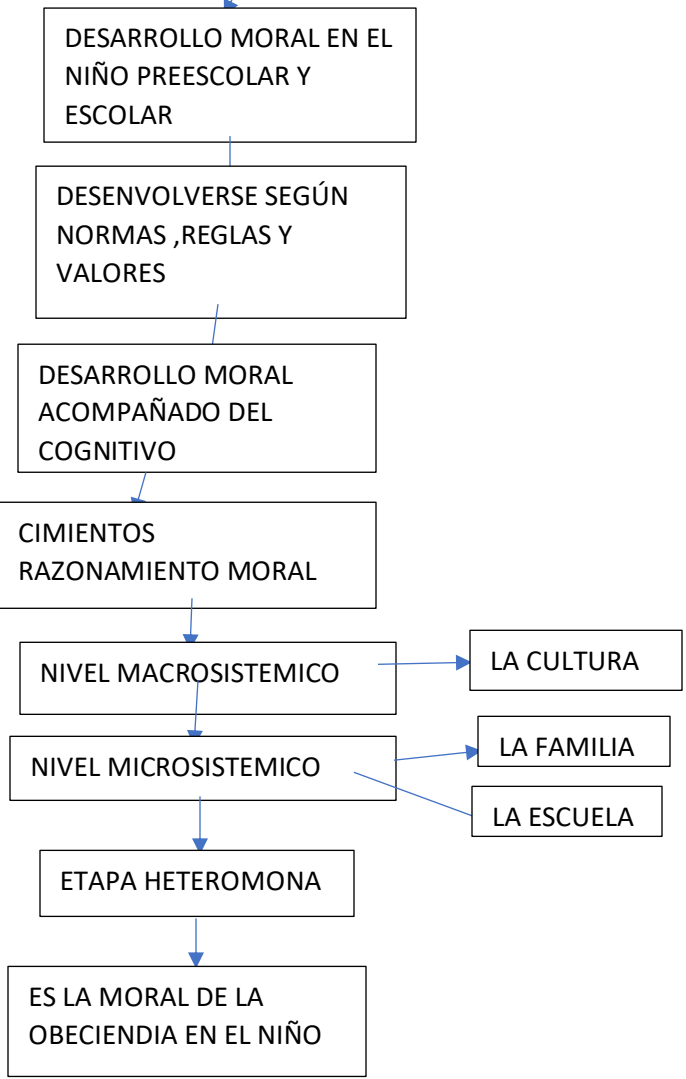 DESARROLLO MORAL EN EL
NIÑO PREESCOLAR Y
ESCOLAR
DESENVOLVERSE SEGÚN
NORMAS ,REGLAS Y
VALORES
DESARROLLO MORAL
ACOMPAÑADO DEL
COGNITIVO
CIMIENTOS
RAZONAMIENTO MORAL
NIVEL MACROSISTEMICO
LA CULTURA
NIVEL MICROSISTEMICO
LA FAMILIA
LA ESCUELA
ETAPA HETEROMONA
ES LA MORAL DE LA
OBECIENDIA EN EL NIÑO